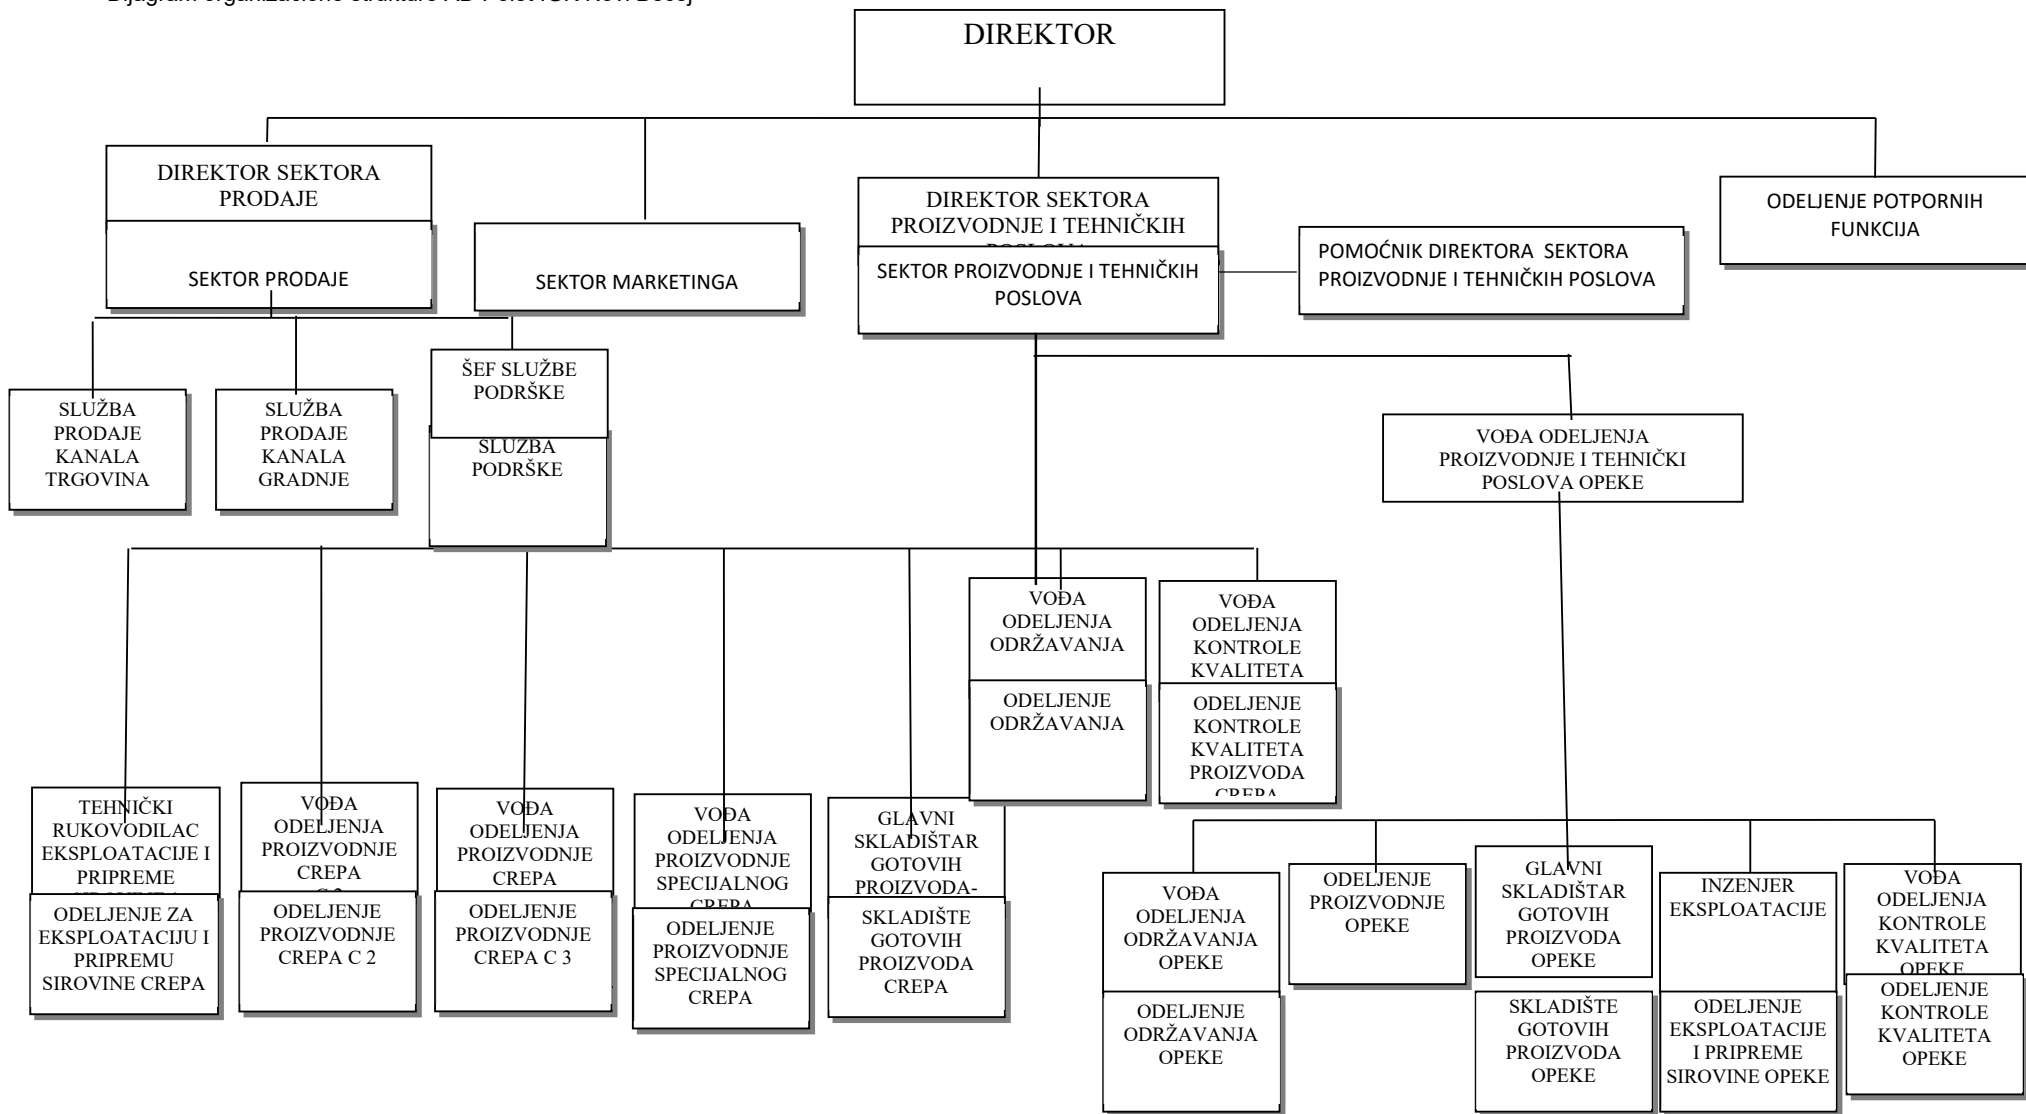 DIREKTOR
DIREKTOR SEKTORA
PRODAJE
SEKTOR PRODAJE
SEKTOR MARKETINGA
DIREKTOR SEKTORA
PROIZVODNJE I TEHNIČKIH
SEKTOR PROIZVODNJE I TEHNIČKIH
POSLOVA
POMOĆNIK DIREKTORA SEKTORA
PROIZVODNJE I TEHNIČKIH POSLOVA
ODELJENJE POTPORNIH
FUNKCIJA
SLUŽBA
PRODAJE
KANALA
TRGOVINA
SLUŽBA
PRODAJE
KANALA
GRADNJE
ŠEF SLUŽBE
PODRŠKE
SLUŽBA
PODRŠKE
VOĐA ODELJENJA
PROIZVODNJE I TEHNIČKI
POSLOVA OPEKE
VOĐA
ODELJENJA
ODRŽAVANJA
ODELJENJE
ODRŽAVANJA
VOĐA
ODELJENJA
KONTROLE
KVALITETA
ODELJENJE
KONTROLE
KVALITETA
PROIZVODA
CREPA
TEHNIČKI
RUKOVODILAC
EKSPLOATACIJE I
PRIPREME
ODELJENJE ZA
EKSPLOATACIJU I
PRIPREMU
SIROVINE CREPA
VOĐA
ODELJENJA
PROIZVODNJE
CREPA
ODELJENJE
PROIZVODNJE
CREPA C 2
VOĐA
ODELJENJA
PROIZVODNJE
CREPA
ODELJENJE
PROIZVODNJE
CREPA C 3
VOĐA
ODELJENJA
PROIZVODNJE
SPECIJALNOG
CREPA
ODELJENJE
PROIZVODNJE
SPECIJALNOG
CREPA
GLAVNI
SKLADIŠTAR
GOTOVIH
PROIZVODA-
SKLADIŠTE
GOTOVIH
PROIZVODA
CREPA
VOĐA
ODELJENJA
ODRŽAVANJA
OPEKE
ODELJENJE
ODRŽAVANJA
OPEKE
ODELJENJE
PROIZVODNJE
OPEKE
GLAVNI
SKLADIŠTAR
GOTOVIH
PROIZVODA
OPEKE
SKLADIŠTE
GOTOVIH
PROIZVODA
OPEKE
INZENJER
EKSPLOATACIJE
ODELJENJE
EKSPLOATACIJE
I PRIPREME
SIROVINE OPEKE
VOĐA
ODELJENJA
KONTROLE
KVALITETA
OPEKE
ODELJENJE
KONTROLE
KVALITETA
OPEKE